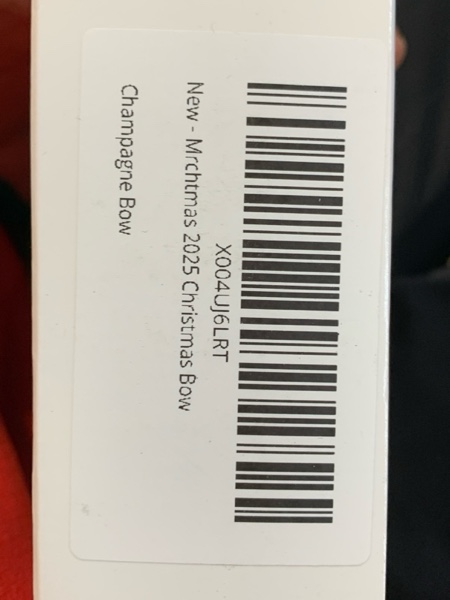 X004UJ6LRT
New - Mrchtmas 2025 Christmas Bow
Champagne Bow